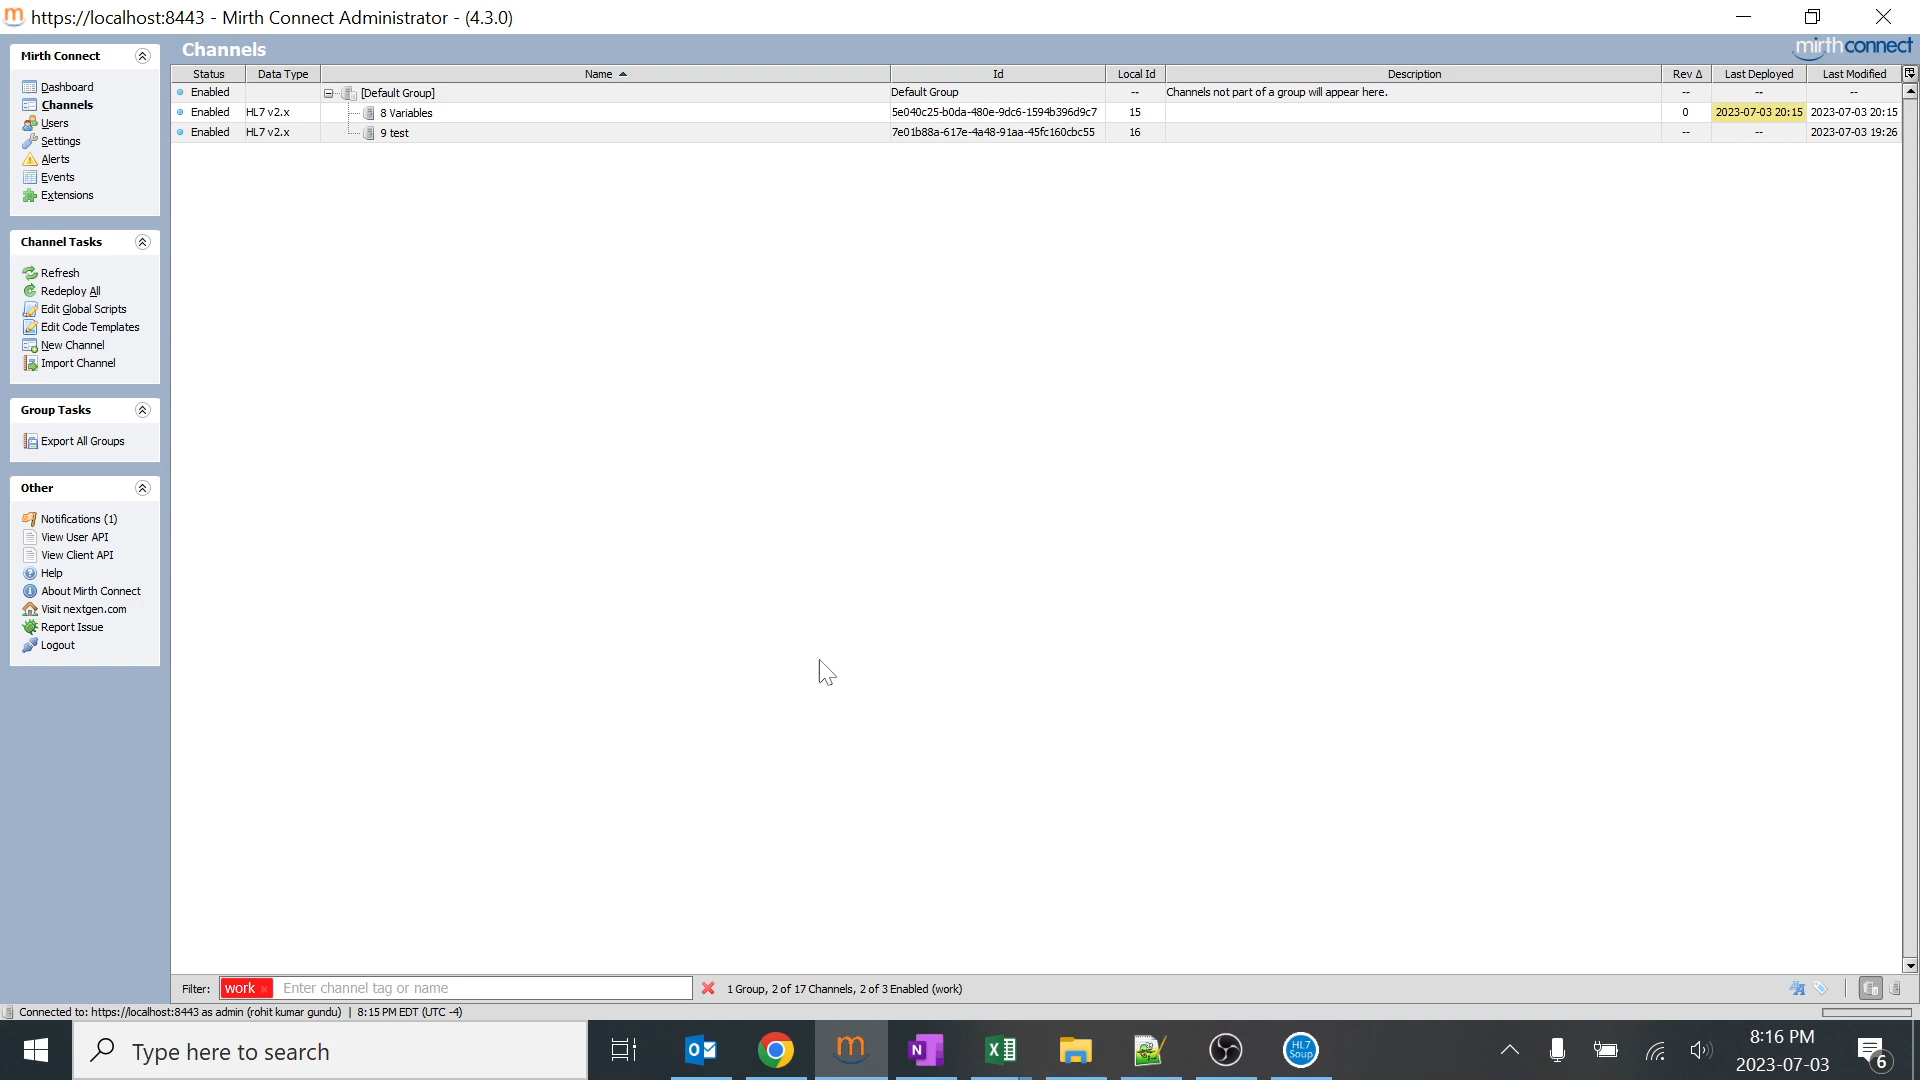 https://localhost:8443 - Mirth Connect Administrator - (4.3.0)
Mirth Connect
Dashboard
Channels
Users
Settings
Alerts
Events
Extensions
Channel Tasks
Refresh
Redeploy All
Edit Global Scripts
Edit Code Templates
New Channel
Import Channel
Group Tasks
Export All Groups
Other
Notifications (1)
View User API
View Client API
Help
About Mirth Connect
Visit nextgen.com
Report Issue
Logout
Channels
mirthconnect
Status Data Type Name Id Local Id Description Rev Δ Last Deployed Last Modified
Enabled [Default Group] Default Group -- Channels not part of a group will appear here. -- -- --
Enabled HL7 v2.x 8 Variables 5e040c25-b0da-480e-9dc6-1594b396d9c7 15 0 2023-07-03 20:15 2023-07-03 20:15
Enabled HL7 v2.x 9 test 7e01b88a-617e-4a48-91aa-45fc160cbc55 16 -- -- 2023-07-03 19:26
Filter: work Enter channel tag or name 1 Group, 2 of 17 Channels, 2 of 3 Enabled (work)
Connected to: https://localhost:8443 as admin (rohit kumar gundu) | 8:15 PM EDT (UTC -4)
Type here to search
HL7
Soup
8:16 PM
2023-07-03
6